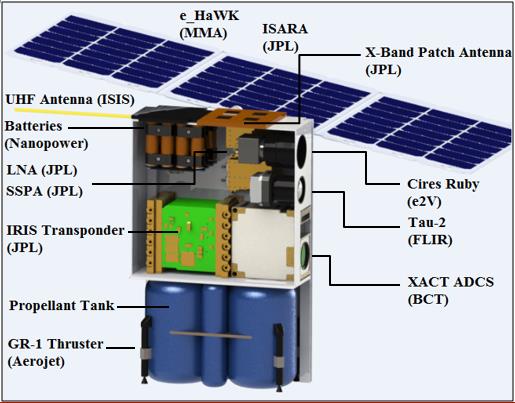 e_HaWK
(MMA)
ISARA
(JPL)
X-Band Patch Antenna
(JPL)
UHF Antenna (ISIS)
Batteries
(Nanopower)
LNA (JPL)
SSPA (JPL)
IRIS Transponder
(JPL)
Propellant Tank
GR-1 Thruster
(Aerojet)
Cires Ruby
(e2V)
Tau-2
(FLIR)
XACT ADCS
(BCT)